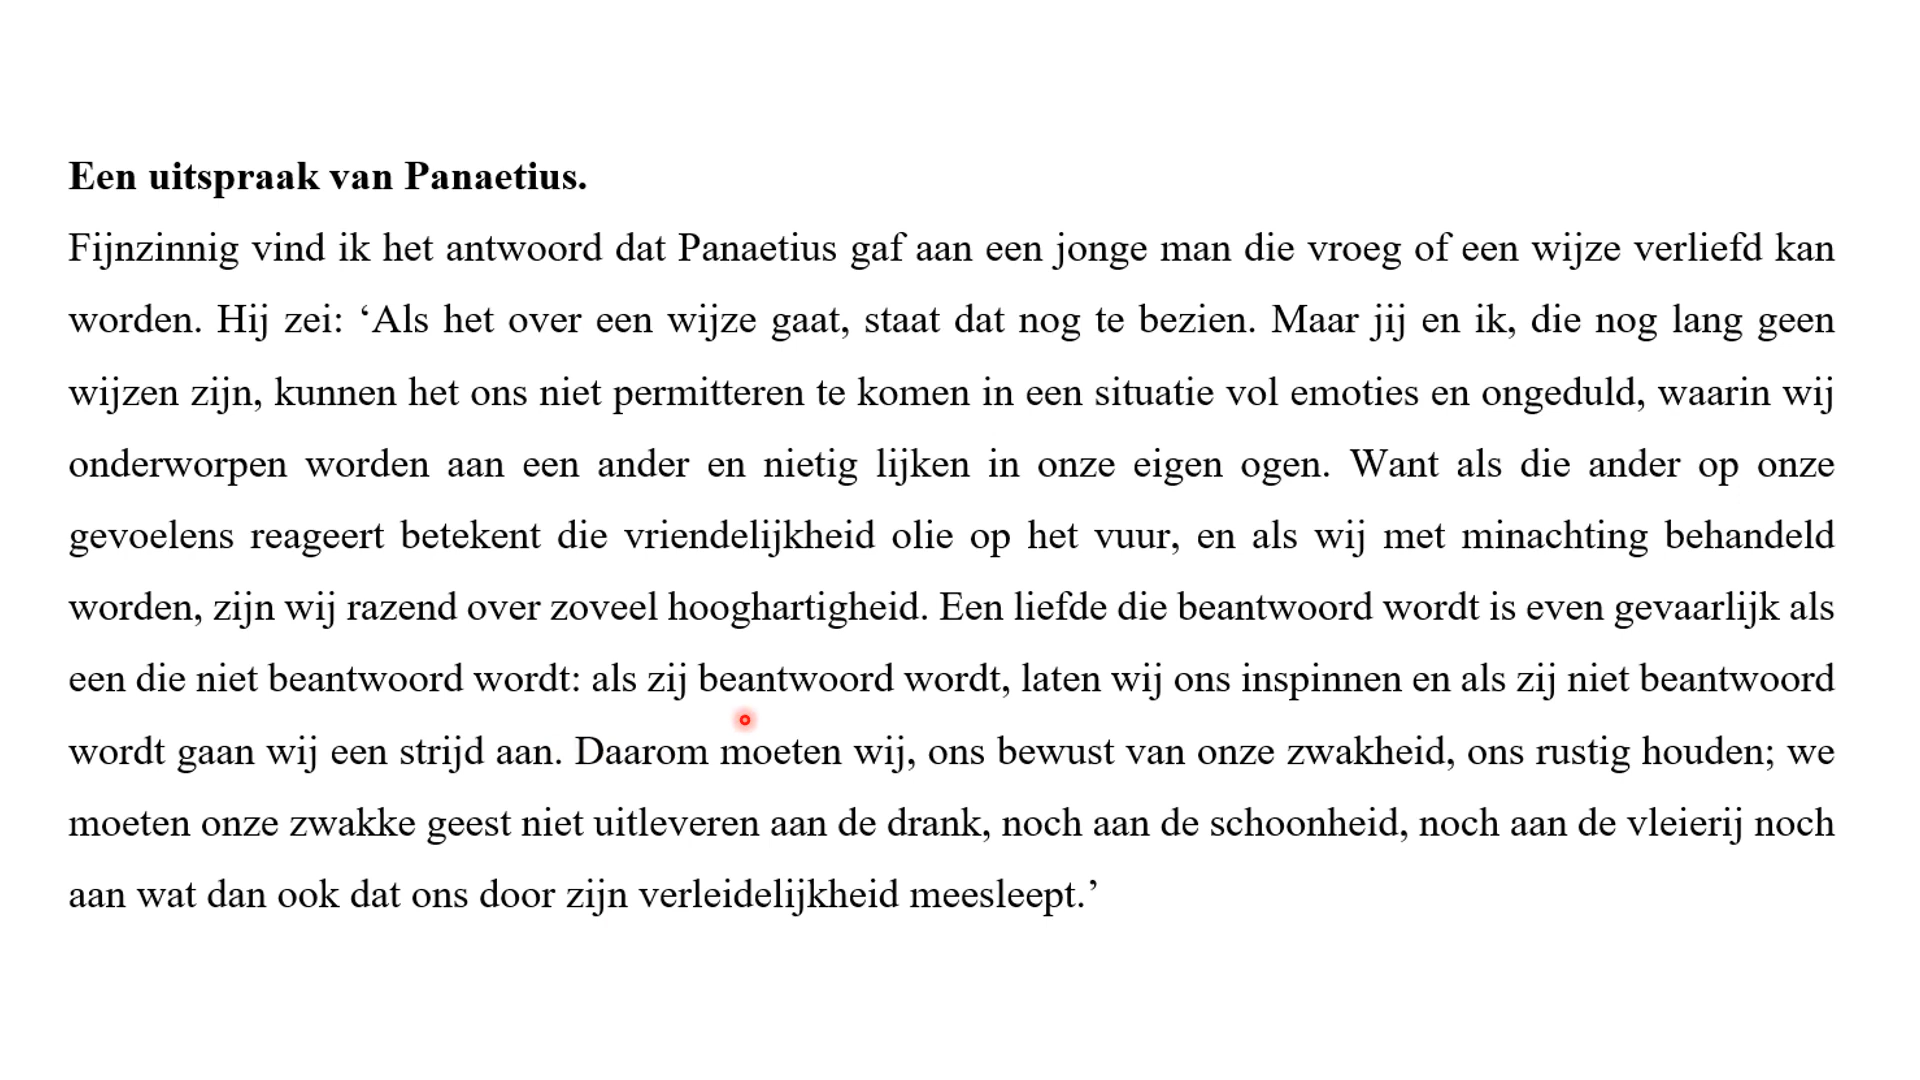 Een uitspraak van Panaetius.
Fijnzinnig vind ik het antwoord dat Panaetius gaf aan een jonge man die vroeg of een wijze verliefd kan
worden. Hij zei: ‘Als het over een wijze gaat, staat dat nog te bezien. Maar jij en ik, die nog lang geen
wijzen zijn, kunnen het ons niet permitteren te komen in een situatie vol emoties en ongeduld, waarin wij
onderworpen worden aan een ander en nietig lijken in onze eigen ogen. Want als die ander op onze
gevoelens reageert betekent die vriendelijkheid olie op het vuur, en als wij met minachting behandeld
worden, zijn wij razend over zoveel hooghartigheid. Een liefde die beantwoord wordt is even gevaarlijk als
een die niet beantwoord wordt: als zij beantwoord wordt, laten wij ons inspinnen en als zij niet beantwoord
wordt gaan wij een strijd aan. Daarom moeten wij, ons bewust van onze zwakheid, ons rustig houden; we
moeten onze zwakke geest niet uitleveren aan de drank, noch aan de schoonheid, noch aan de vleierij noch
aan wat dan ook dat ons door zijn verleidelijkheid meesleept.’